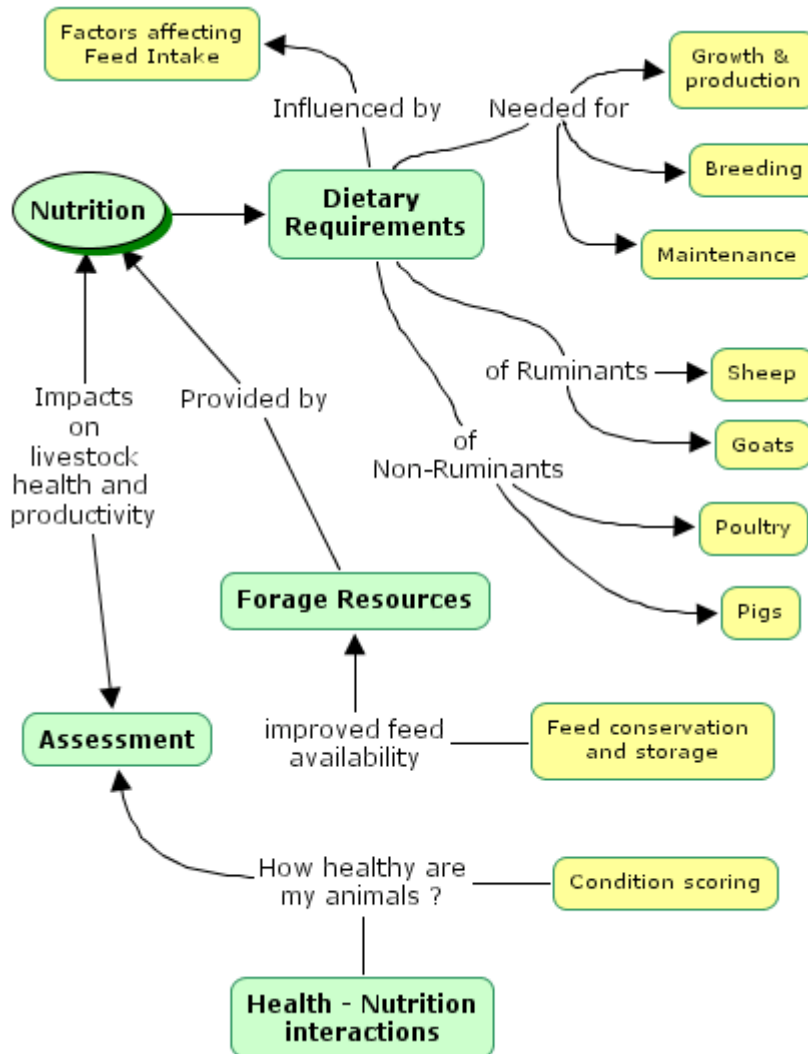 Factors affecting
Feed Intake
Growth &
production
Influenced by
Needed for
Breeding
Nutrition
Dietary
Requirements
Maintenance
of Ruminants
Sheep
Impacts
on
livestock
health and
productivity
Provided by
of
Non-Ruminants
Goats
Poultry
Forage Resources
Pigs
Assessment
improved feed
availability
Feed conservation
and storage
How healthy are
my animals ?
Condition scoring
Health - Nutrition
interactions